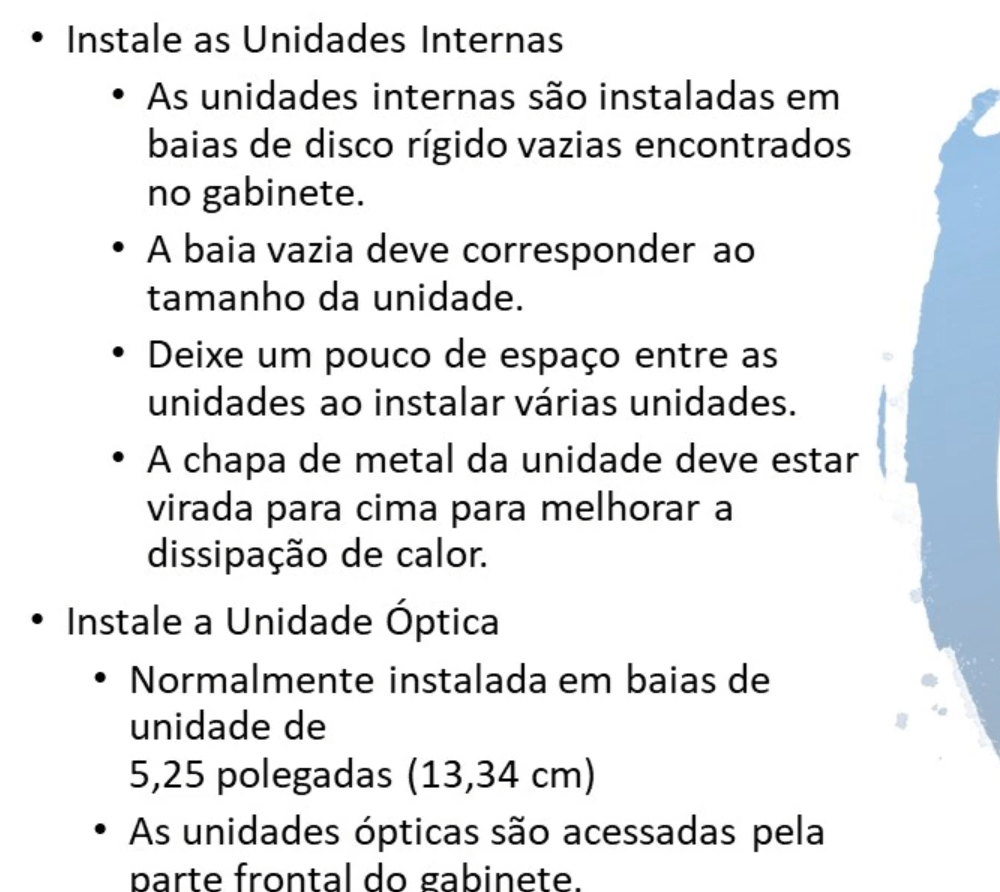 • Instale as Unidades Internas
• As unidades internas são instaladas em
baias de disco rígido vazias encontrados
no gabinete.
• A baia vazia deve corresponder ao
tamanho da unidade.
• Deixe um pouco de espaço entre as
unidades ao instalar várias unidades.
• A chapa de metal da unidade deve estar
virada para cima para melhorar a
dissipação de calor.
• Instale a Unidade Óptica
• Normalmente instalada em baias de
unidade de
5,25 polegadas (13,34 cm)
• As unidades ópticas são acessadas pela
parte frontal do gabinete.